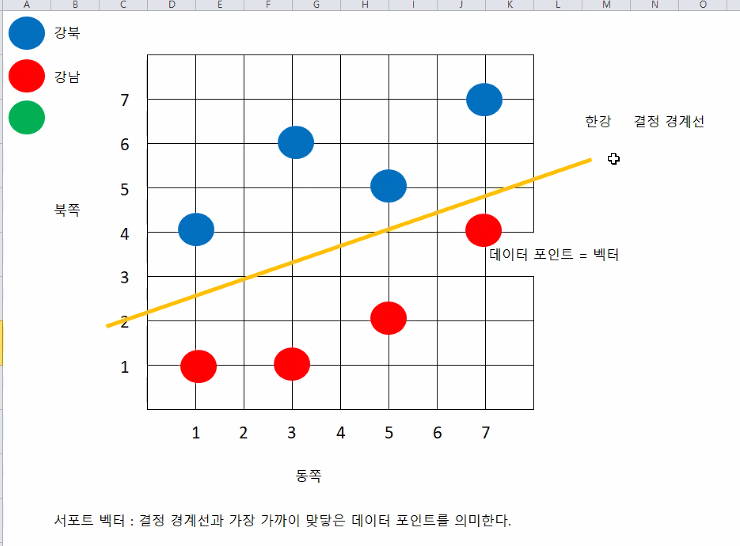 A B C D E F G H I J K L M N O
강북
강남
7
한강 결정 경계선
6
5
북쪽
4
데이터 포인트 = 벡터
3
2
1
1 2 3 4 5 6 7
동쪽
서포트 벡터 : 결정 경계선과 가장 가까이 맞닿은 데이터 포인트를 의미한다.